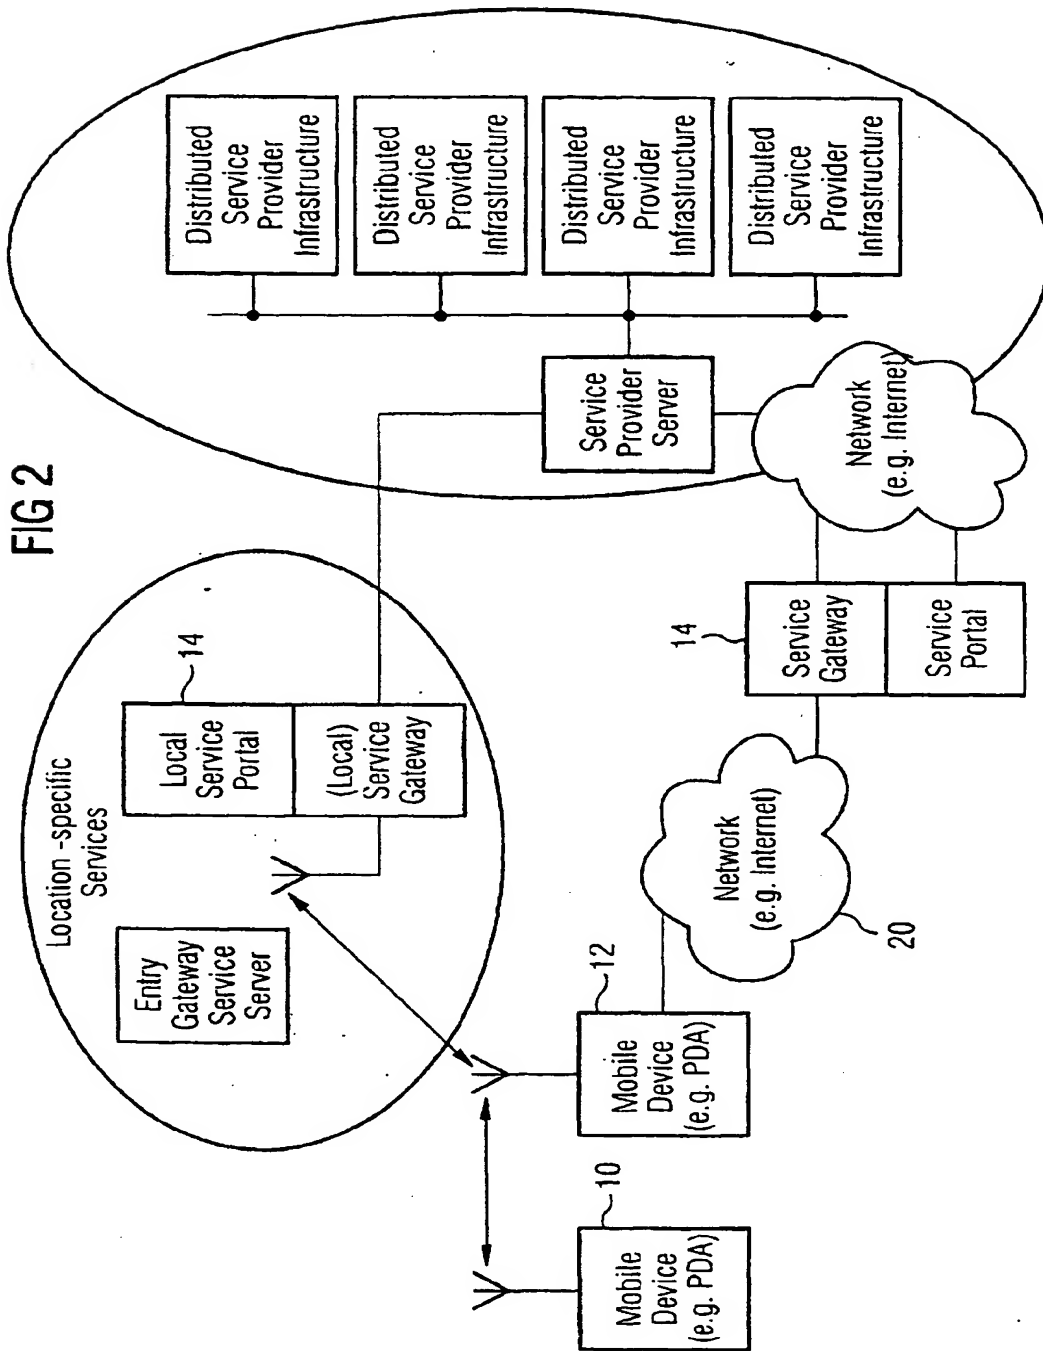 FIG 2
Location -specific
Services
Entry
Gateway
Service
Server
Local
Service
Portal
14
(Local)
Service
Gateway
Distributed
Service
Provider
Infrastructure
Distributed
Service
Provider
Infrastructure
Distributed
Service
Provider
Infrastructure
Distributed
Service
Provider
Infrastructure
Service
Provider
Server
Mobile
Device
(e.g. PDA)
10
Mobile
Device
(e.g. PDA)
12
Network
(e.g. Internet)
20
14
Service
Gateway
Service
Portal
Network
(e.g. Internet)